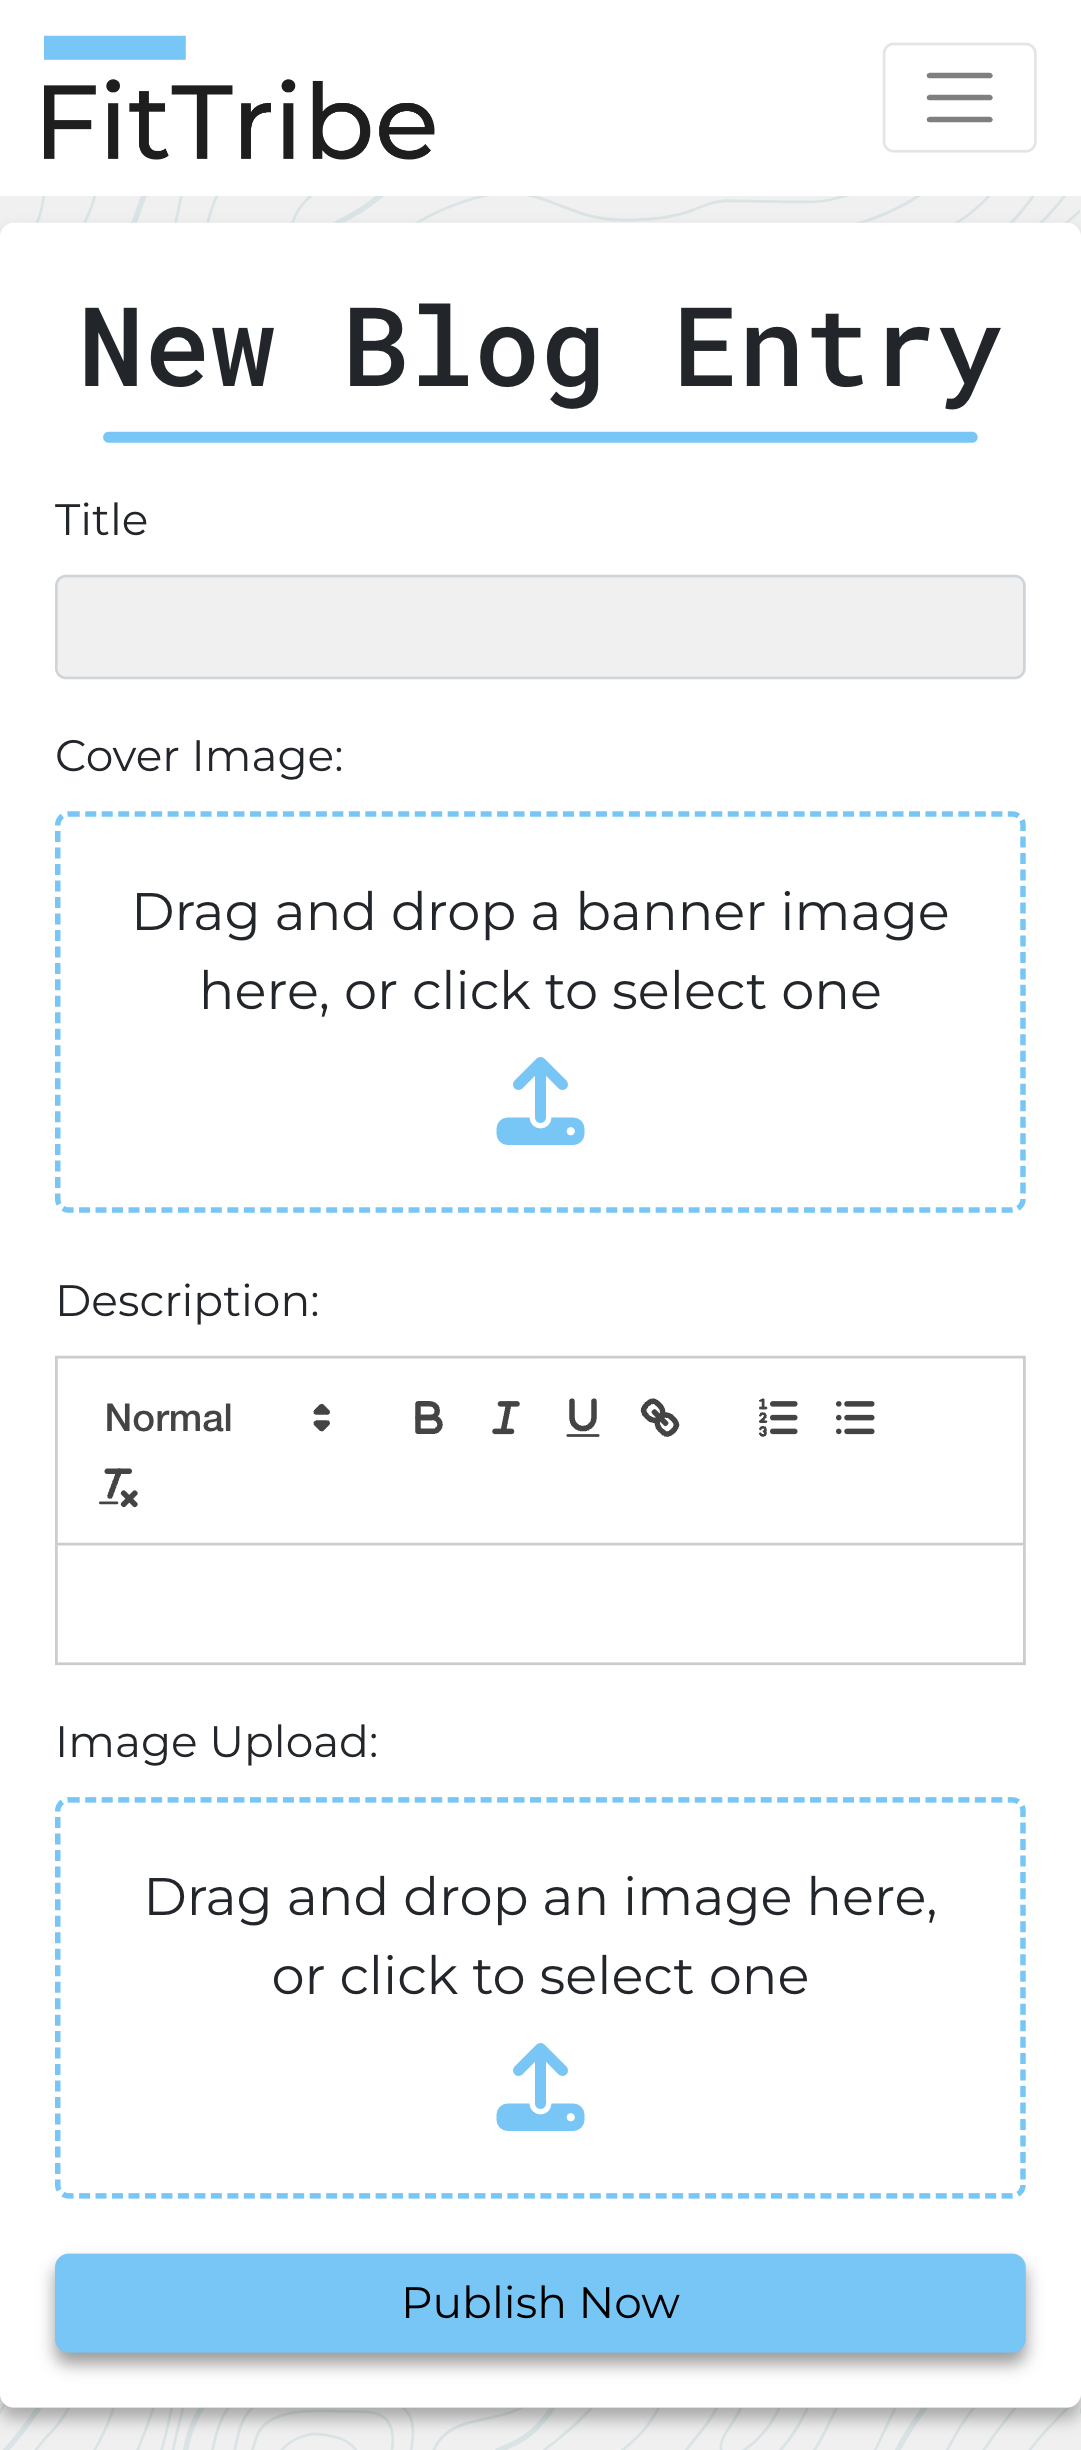 FitTribe
New Blog Entry
Title
Cover Image:
Drag and drop a banner image
here, or click to select one
Description:
Normal B I U
Image Upload:
Drag and drop an image here,
or click to select one
Publish Now